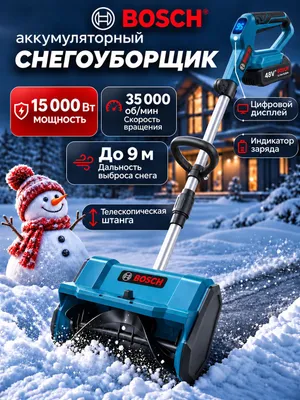 BOSCH
аккумуляторный
СНЕГОУБОРЩИК
15 000 Вт
МОЩНОСТЬ
35 000
об/мин
Скорость
вращения
До 9 м
Дальность
выброса снега
Телескопическая
штанга
48V
Цифровой
дисплей
Индикатор
заряда
BOSCH